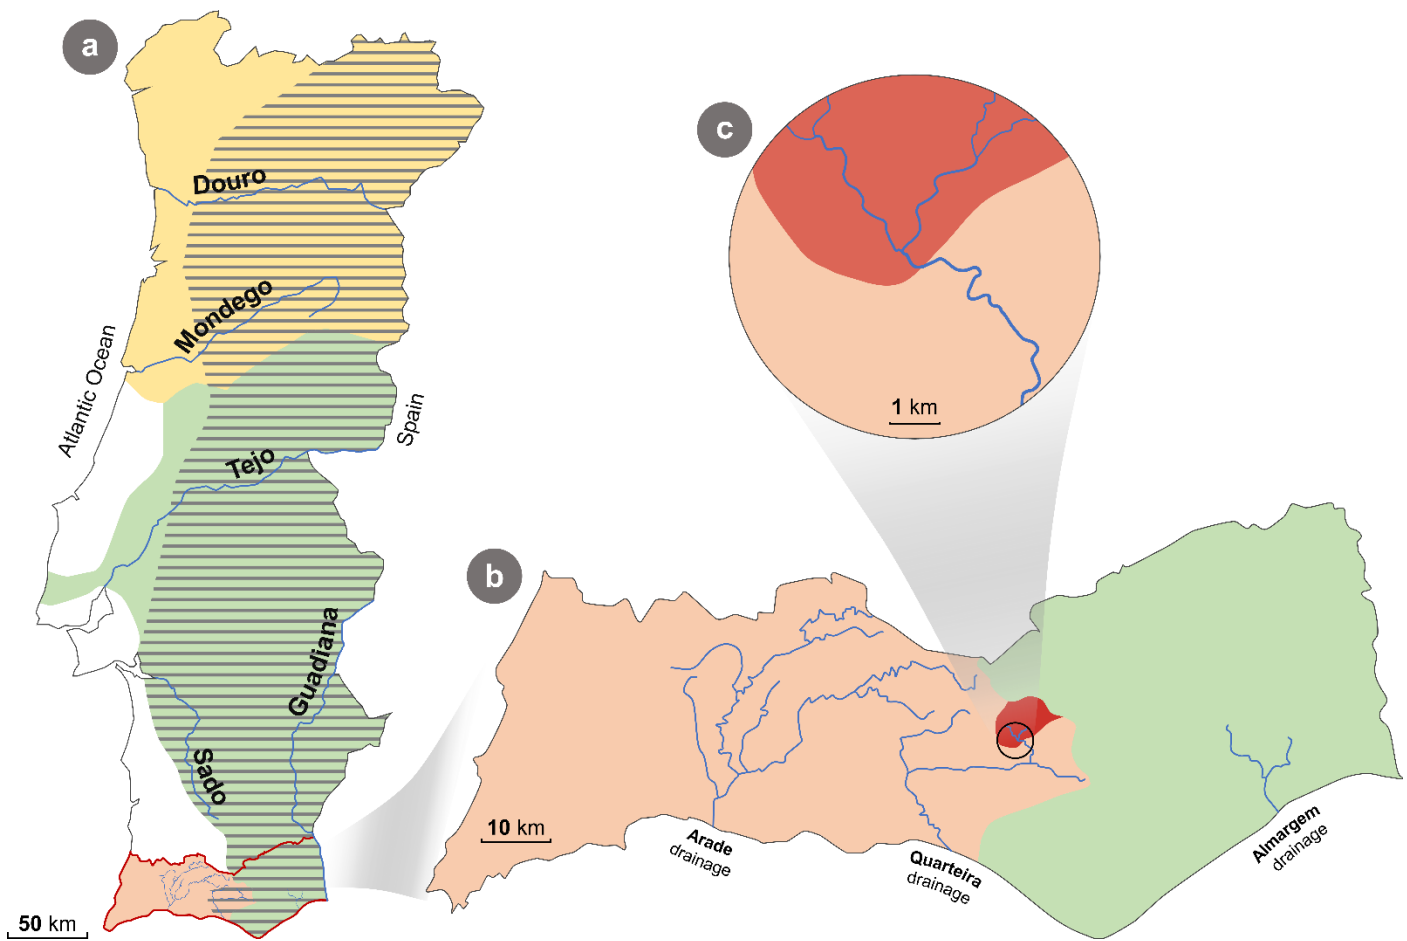 a
Douro
Mondego
Atlantic Ocean
Spain
Tejo
Guadiana
Sado
50 km
b
10 km
Arade
drainage
Quarteira
drainage
Almargem
drainage
c
1 km